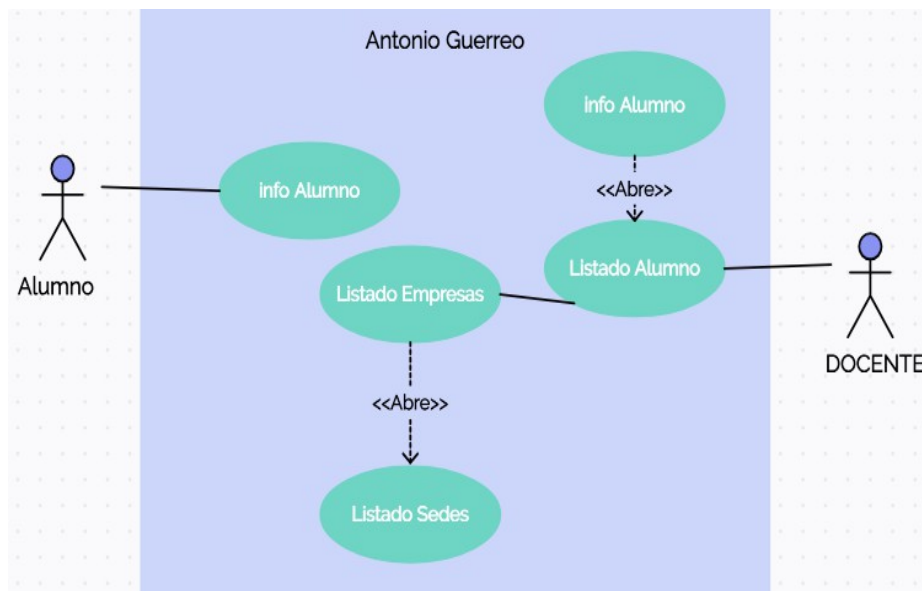 Antonio Guerreo
info Alumno
info Alumno
<<Abre>>
Alumno
Listado Alumno
Listado Empresas
DOCENTE
<<Abre>>
Listado Sedes